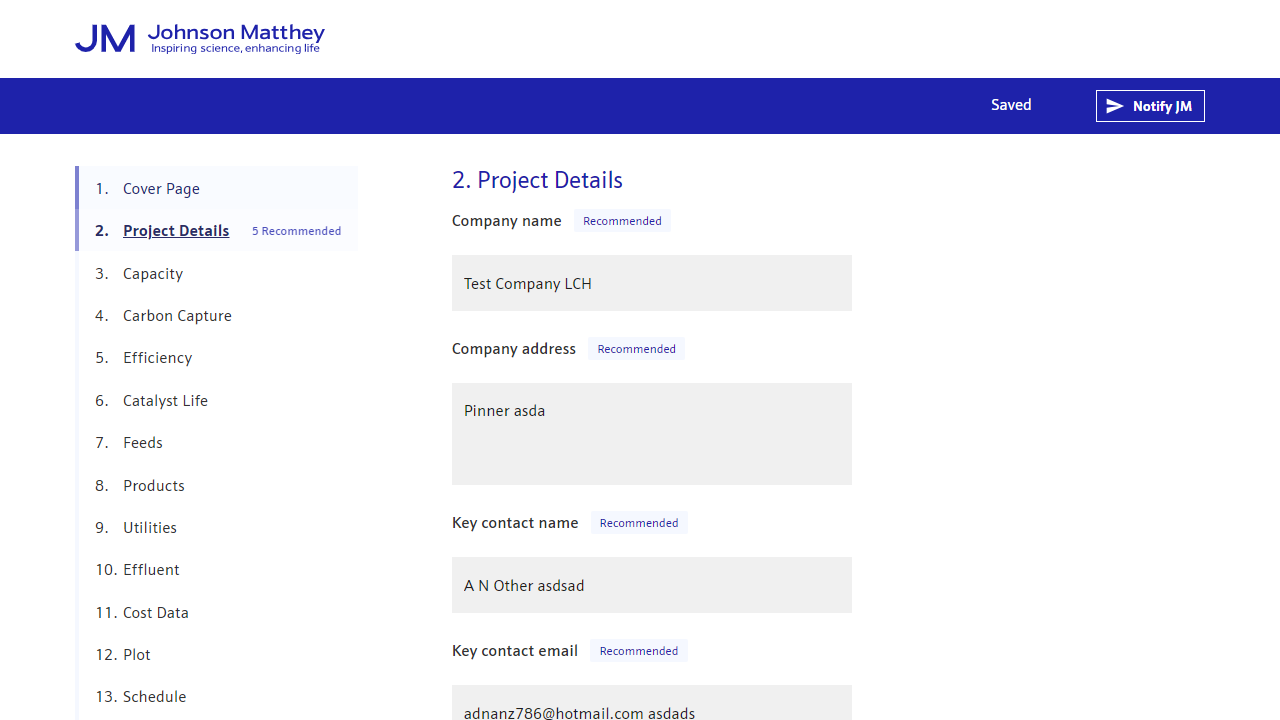 JM Johnson Matthey
Inspiring science, enhancing life
Saved
Notify JM
1. Cover Page
2. Project Details 5 Recommended
3. Capacity
4. Carbon Capture
5. Efficiency
6. Catalyst Life
7. Feeds
8. Products
9. Utilities
10. Effluent
11. Cost Data
12. Plot
13. Schedule
2. Project Details
Company name Recommended
Test Company LCH
Company address Recommended
Pinner asda
Key contact name Recommended
A N Other asdsad
Key contact email Recommended
adnanz786@hotmail.com asdads